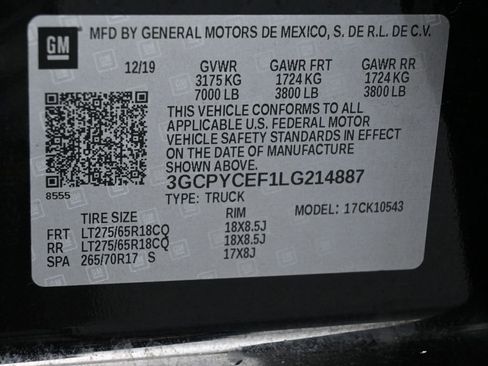 GM
MFD BY GENERAL MOTORS DE MEXICO, S. DE R.L. DE C.V.
12/19 GVWR GAWR FRT GAWR RR
3175 KG 1724 KG 1724 KG
7000 LB 3800 LB 3800 LB
THIS VEHICLE CONFORMS TO ALL
APPLICABLE U.S. FEDERAL MOTOR
VEHICLE SAFETY STANDARDS IN EFFECT
ON THE DATE OF MANUFACTURE
SHOWN ABOVE.
8555
3GCPYCEF1LG214887
TYPE: TRUCK MODEL: 17CK10543
TIRE SIZE RIM
FRT LT275/65R18CQ 18X8.5J
RR LT275/65R18CQ 18X8.5J
SPA 265/70R17 S 17X8J